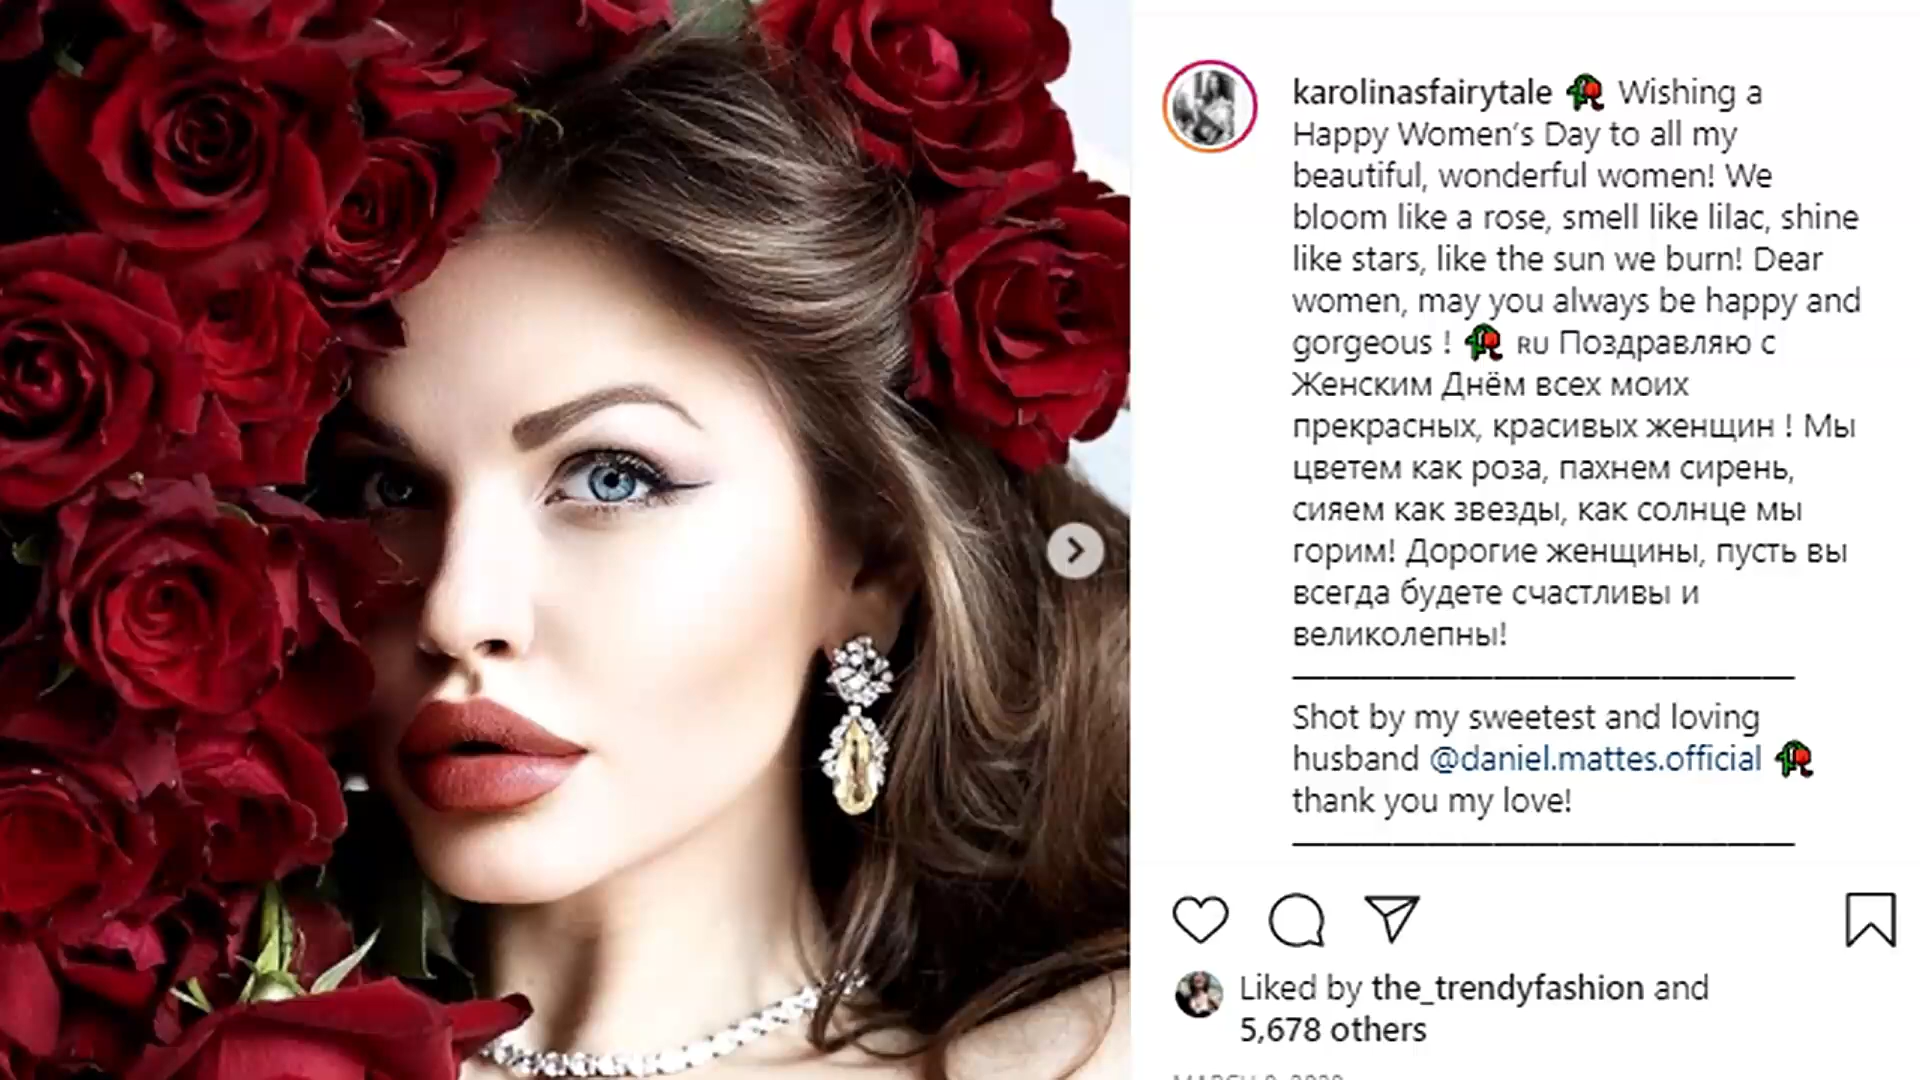 karolinasfairytale 🥀 Wishing a
Happy Women’s Day to all my
beautiful, wonderful women! We
bloom like a rose, smell like lilac, shine
like stars, like the sun we burn! Dear
women, may you always be happy and
gorgeous ! 🥀 RU Поздравляю с
Женским Днём всех моих
прекрасных, красивых женщин ! Мы
цветем как роза, пахнем сирень,
сияем как звезды, как солнце мы
горим! Дорогие женщины, пусть вы
всегда будете счастливы и
великолепны!
Shot by my sweetest and loving
husband @daniel.mattes.official 🥀
thank you my love!
Liked by the_trendyfashion and
5,678 others